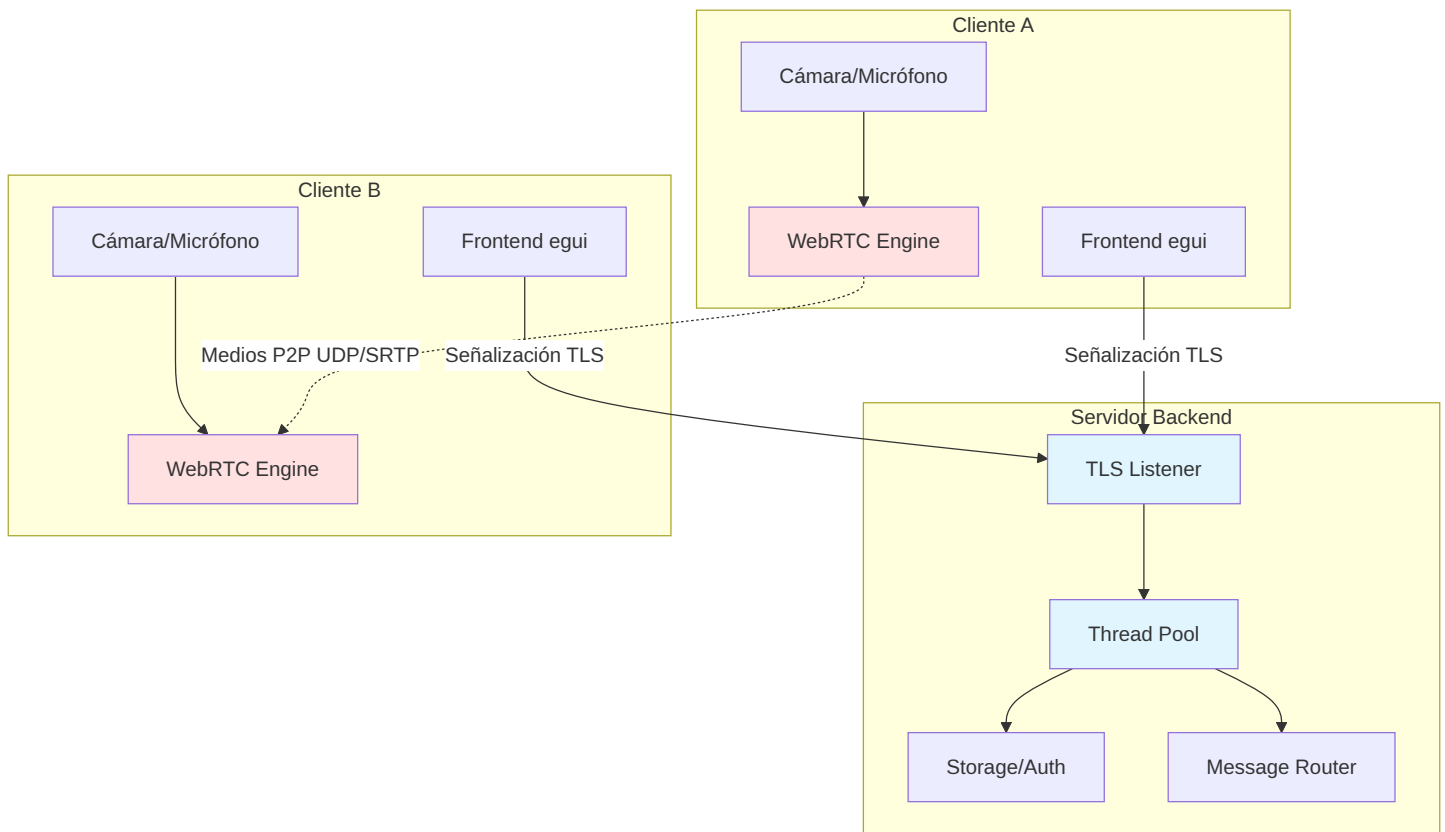 Cliente A
Cámara/Micrófono
Cliente B
Cámara/Micrófono
Frontend egui
WebRTC Engine
Frontend egui
Medios P2P UDP/SRTP
Señalización TLS
Señalización TLS
Servidor Backend
WebRTC Engine
TLS Listener
Thread Pool
Storage/Auth
Message Router